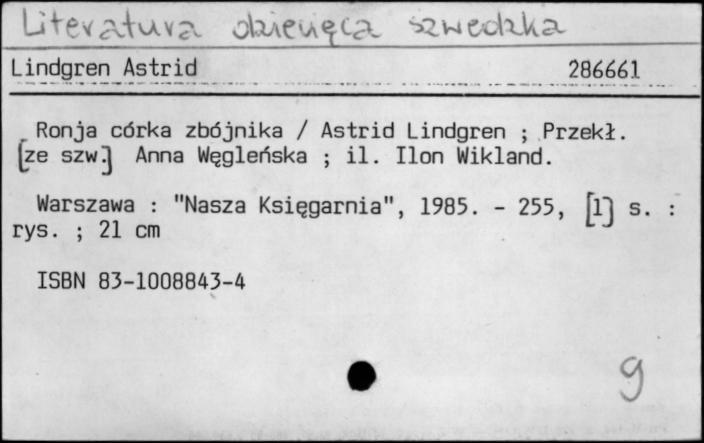 Literatura dziecięca szwedzka
Lindgren Astrid 286661
Ronja córka zbójnika / Astrid Lindgren ; Przekł.
[ze szw.] Anna Węgleńska ; il. Ilon Wikland.
Warszawa : "Nasza Księgarnia", 1985. - 255, [1] s. :
rys. ; 21 cm
ISBN 83-1008843-4
g